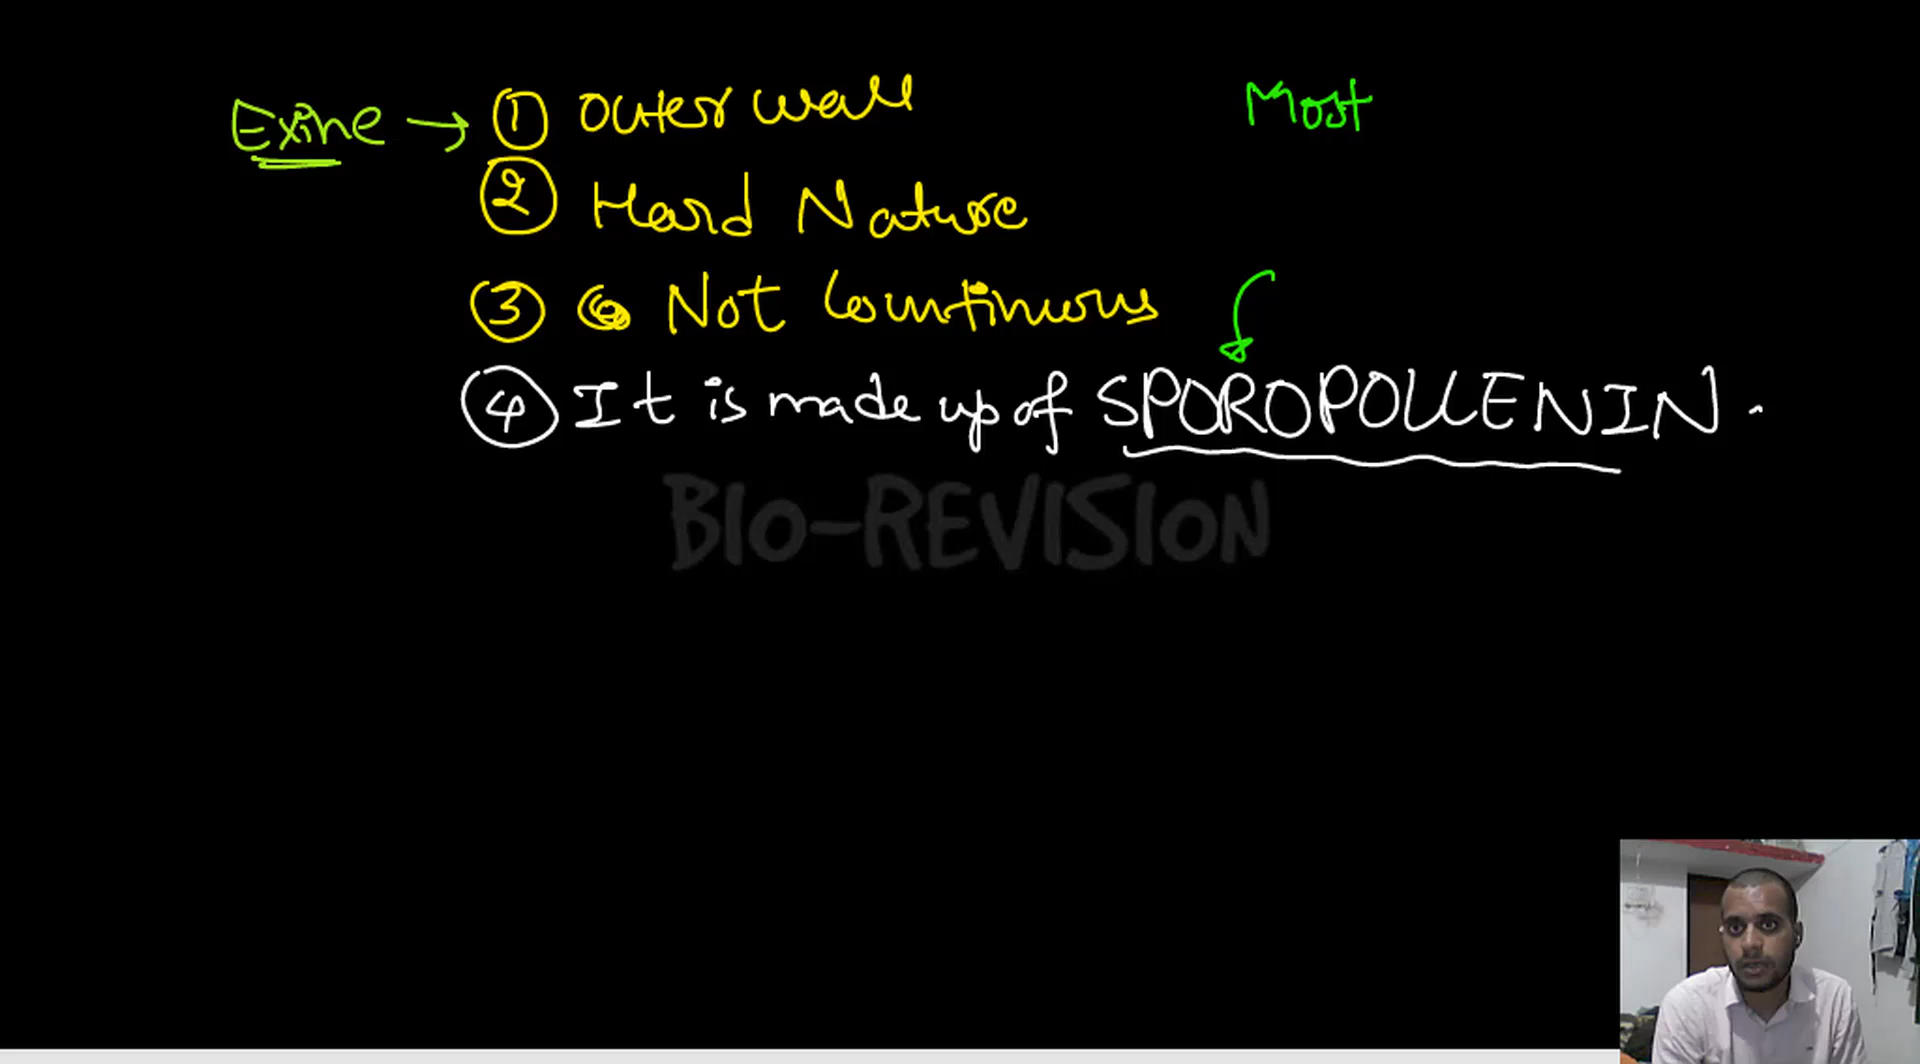 Exine → ① Outer wall
Most
② Hard Nature
③ Not Countinuous
④ It is made up of SPOROPOLLENIN.
BIO-REVISION